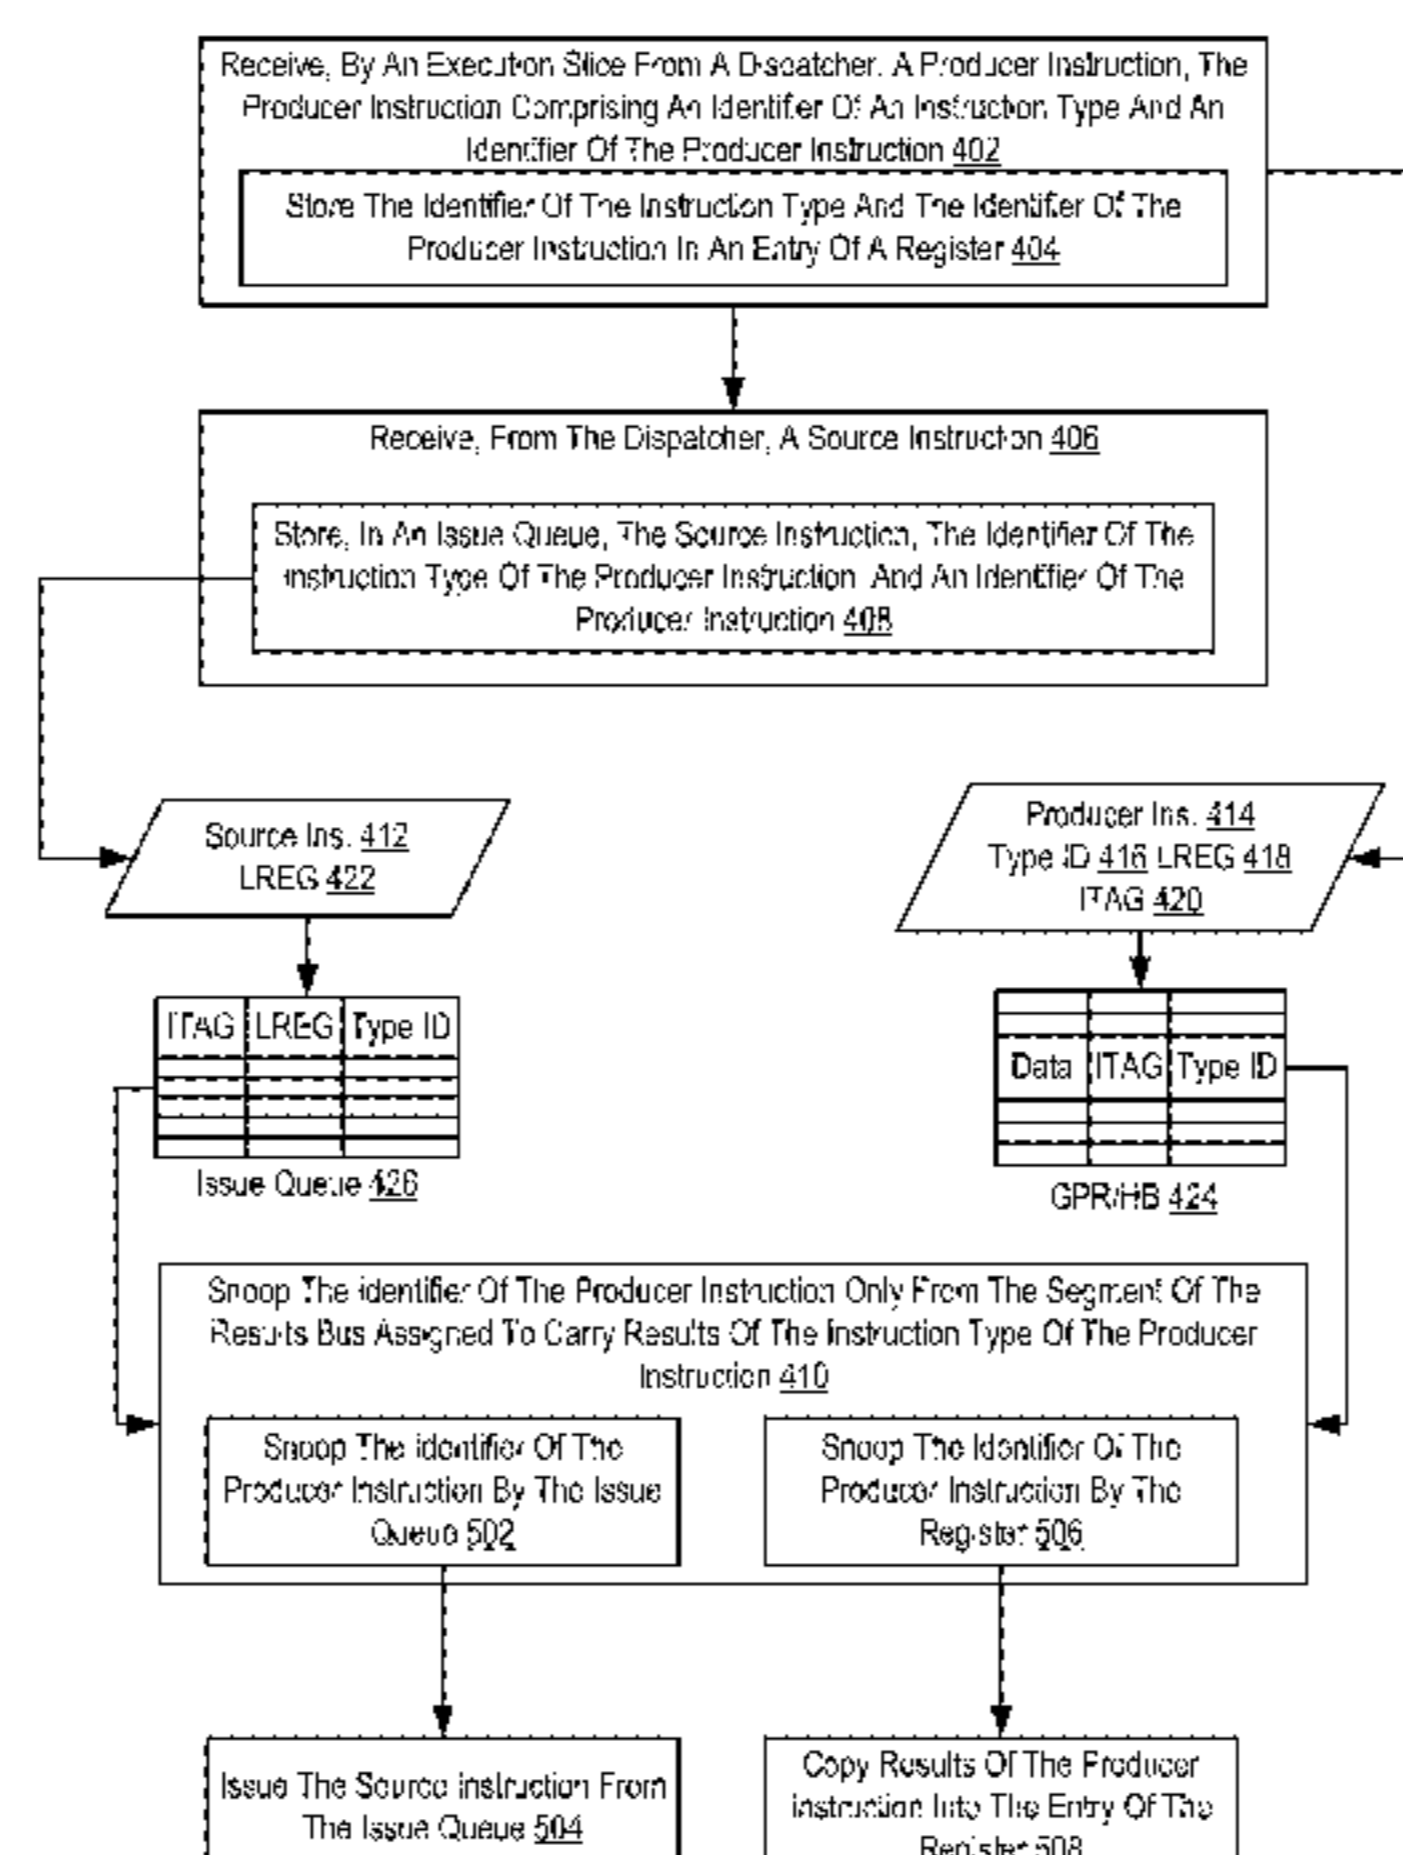 Receive, By An Execution Slice From A Dispatcher, A Producer Instruction, The
Producer Instruction Comprising An Identifier Of An Instruction Type And An
Identifier Of The Producer Instruction 402
Store The Identifier Of The Instruction Type And The Identifier Of The
Producer Instruction In An Entry Of A Register 404
Receive, From The Dispatcher, A Source Instruction 406
Store, In An Issue Queue, The Source Instruction, The Identifier Of The
Instruction Type Of The Producer Instruction And An Identifier Of The
Producer Instruction 408
Source Ins. 412
LREG 422
Producer Ins. 414
Type ID 416 LREG 418
ITAG 420
ITAG LREG Type ID
Issue Queue 426
Data ITAG Type ID
GPR/HB 424
Snoop The Identifier Of The Producer Instruction Only From The Segment Of The
Results Bus Assigned To Carry Results Of The Instruction Type Of The Producer
Instruction 410
Snoop The Identifier Of The
Producer Instruction By The Issue
Queue 502
Snoop The Identifier Of The
Producer Instruction By The
Register 506
Issue The Source Instruction From
The Issue Queue 504
Copy Results Of The Producer
Instruction Into The Entry Of The
Register 508